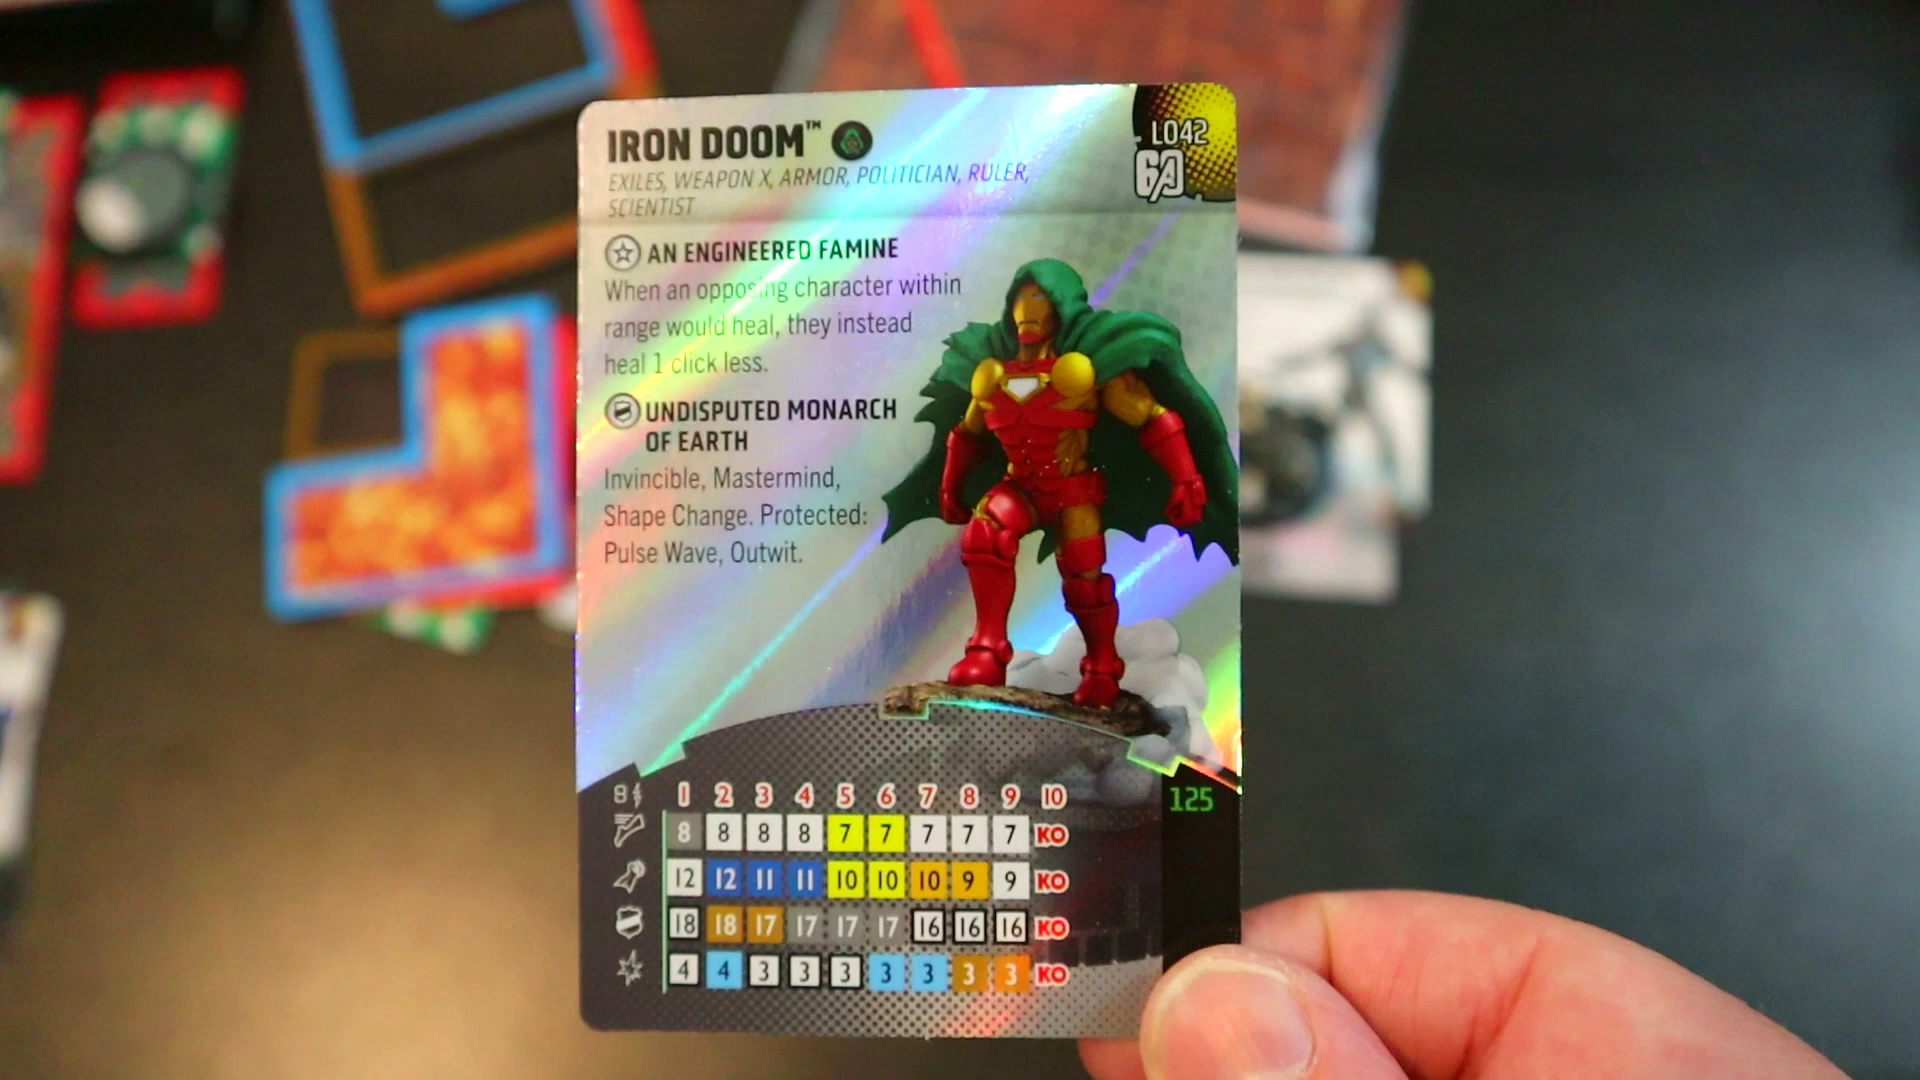 IRON DOOM™
L042
60
EXILES, WEAPON X, ARMOR, POLITICIAN, RULER,
SCIENTIST
AN ENGINEERED FAMINE
When an opposing character within
range would heal, they instead
heal 1 click less.
UNDISPUTED MONARCH
OF EARTH
Invincible, Mastermind,
Shape Change. Protected:
Pulse Wave, Outwit.
125
8 1 2 3 4 5 6 7 8 9 10
8 8 8 8 7 7 7 7 7 KO
12 12 11 11 10 10 10 9 9 KO
18 18 17 17 17 17 16 16 16 KO
4 4 3 3 3 3 3 3 3 KO